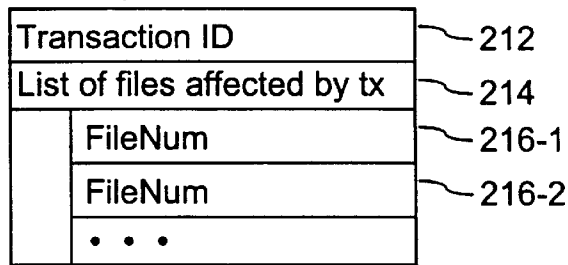 Transaction ID 212
List of files affected by tx 214
FileNum 216-1
FileNum 216-2
• • •